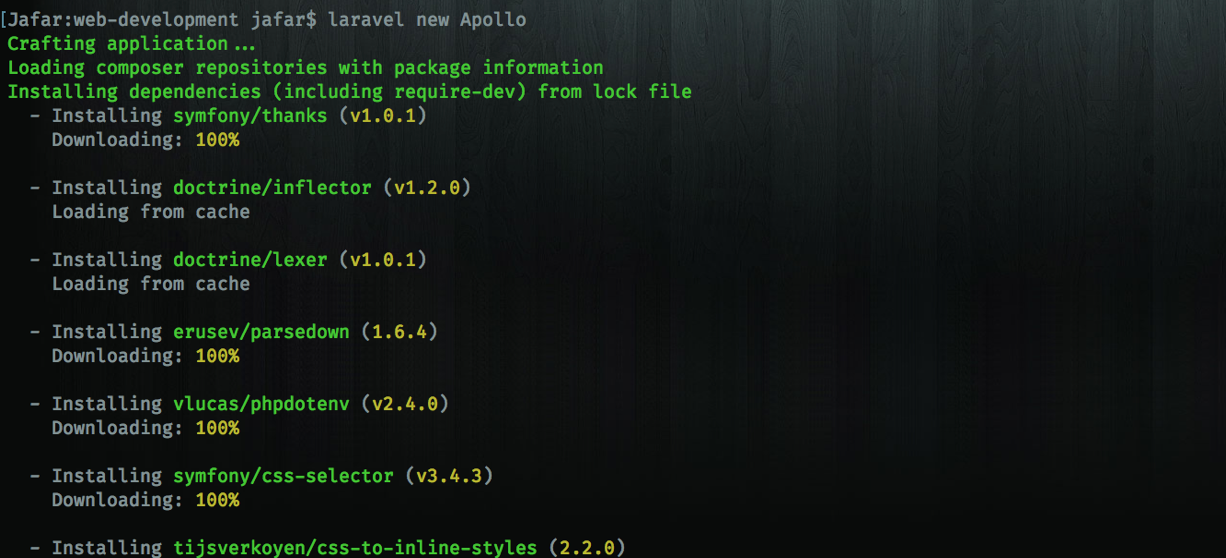 [Jafar:web-development jafar$ laravel new Apollo
Crafting application...
Loading composer repositories with package information
Installing dependencies (including require-dev) from lock file
- Installing symfony/thanks (v1.0.1)
Downloading: 100%
- Installing doctrine/inflector (v1.2.0)
Loading from cache
- Installing doctrine/lexer (v1.0.1)
Loading from cache
- Installing erusev/parsedown (1.6.4)
Downloading: 100%
- Installing vlucas/phpdotenv (v2.4.0)
Downloading: 100%
- Installing symfony/css-selector (v3.4.3)
Downloading: 100%
- Installing tijsverkoyen/css-to-inline-styles (2.2.0)